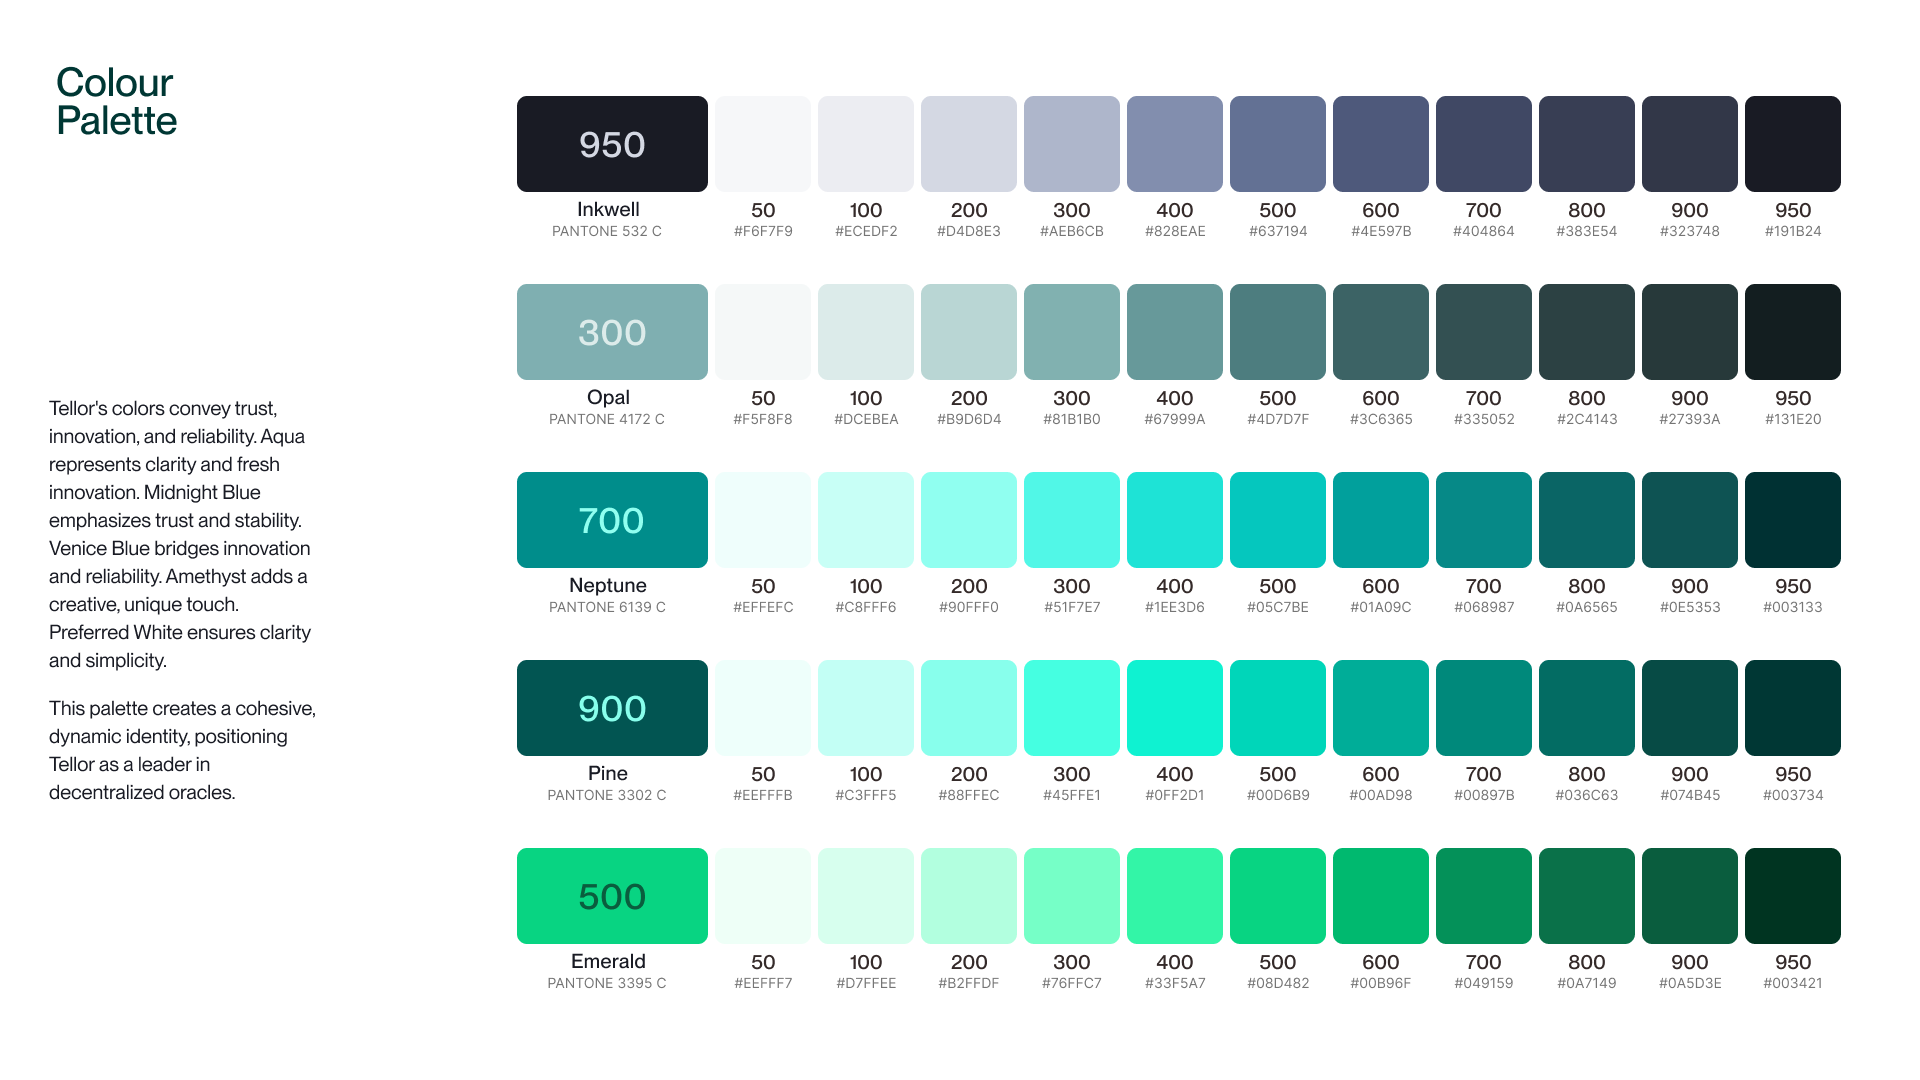 Colour
Palette
Tellor's colors convey trust,
innovation, and reliability. Aqua
represents clarity and fresh
innovation. Midnight Blue
emphasizes trust and stability.
Venice Blue bridges innovation
and reliability. Amethyst adds a
creative, unique touch.
Preferred White ensures clarity
and simplicity.
This palette creates a cohesive,
dynamic identity, positioning
Tellor as a leader in
decentralized oracles.
950
Inkwell 50 100 200 300 400 500 600 700 800 900 950
PANTONE 532 C #F6F7F9 #ECEDF2 #D4D8E3 #AEB6CB #828EAE #637194 #4E597B #404864 #383E54 #323748 #191B24
300
Opal 50 100 200 300 400 500 600 700 800 900 950
PANTONE 4172 C #F5F8F8 #DCEBEA #B9D6D4 #81B1B0 #67999A #4D7D7F #3C6365 #335052 #2C4143 #27393A #131E20
700
Neptune 50 100 200 300 400 500 600 700 800 900 950
PANTONE 6139 C #EFFEFC #C8FFF6 #90FFF0 #51F7E7 #1EE3D6 #05C7BE #01A09C #068987 #0A6565 #0E5353 #003133
900
Pine 50 100 200 300 400 500 600 700 800 900 950
PANTONE 3302 C #EEFFFB #C3FFF5 #88FFEC #45FFE1 #0FF2D1 #00D6B9 #00AD98 #00897B #036C63 #074B45 #003734
500
Emerald 50 100 200 300 400 500 600 700 800 900 950
PANTONE 3395 C #EEFFF7 #D7FFEE #B2FFDF #76FFC7 #33F5A7 #08D482 #00B96F #049159 #0A7149 #0A5D3E #003421